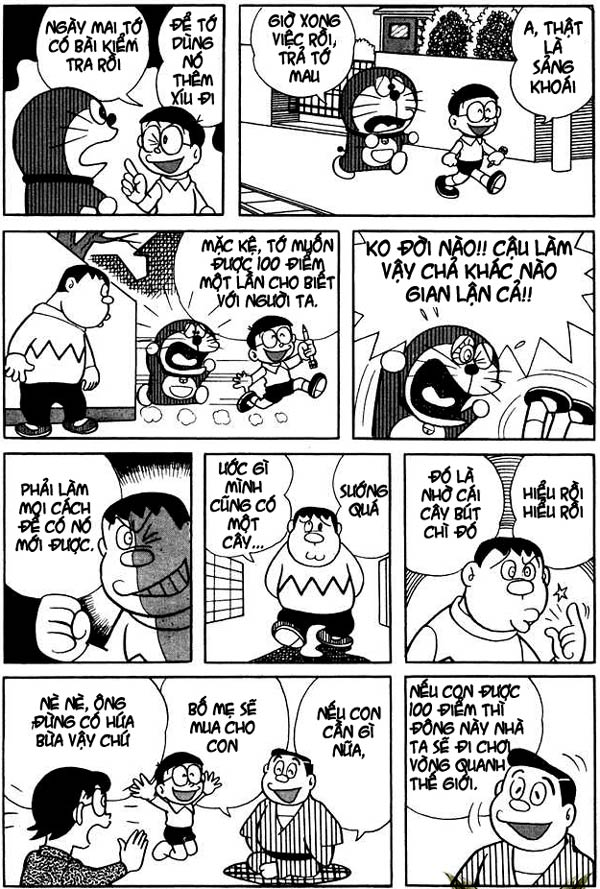 A, THẬT
LÀ
SẢNG
KHOÁI
GIỜ XONG
VIỆC RỒI,
TRẢ TỚ
MAU
ĐỂ TỚ
DÙNG
NÓ
THÊM
XÍU ĐI
NGÀY MAI TỚ
CÓ BÀI KIỂM
TRA RỒI
KO ĐỜI NÀO!! CẬU LÀM
VẬY CHẢ KHÁC NÀO
GIAN LẬN CẢ!!
MẶC KỆ, TỚ MUỐN
ĐƯỢC 100 ĐIỂM
MỘT LẦN CHO BIẾT
VỚI NGƯỜI TA.
HIỂU RỒI
HIỂU RỒI
ĐÓ LÀ
NHỜ CÁI
CÂY BÚT
CHÌ ĐÓ
SƯỚNG
QUÁ
ƯỚC GÌ
MÌNH
CŨNG CÓ
MỘT
CÂY...
PHẢI LÀM
MỌI CÁCH
ĐỂ CÓ NÓ
MỚI ĐƯỢC.
NẾU CON ĐƯỢC
100 ĐIỂM THÌ
ĐÔNG NÀY NHÀ
TA SẼ ĐI CHƠI
VÒNG QUANH
THẾ GIỚI.
NẾU CON
CẦN GÌ
NỮA,
BỐ MẸ SẼ
MUA CHO
CON
NÈ NÈ, ÔNG
ĐỪNG CÓ HỨA
BỪA VẬY CHỨ